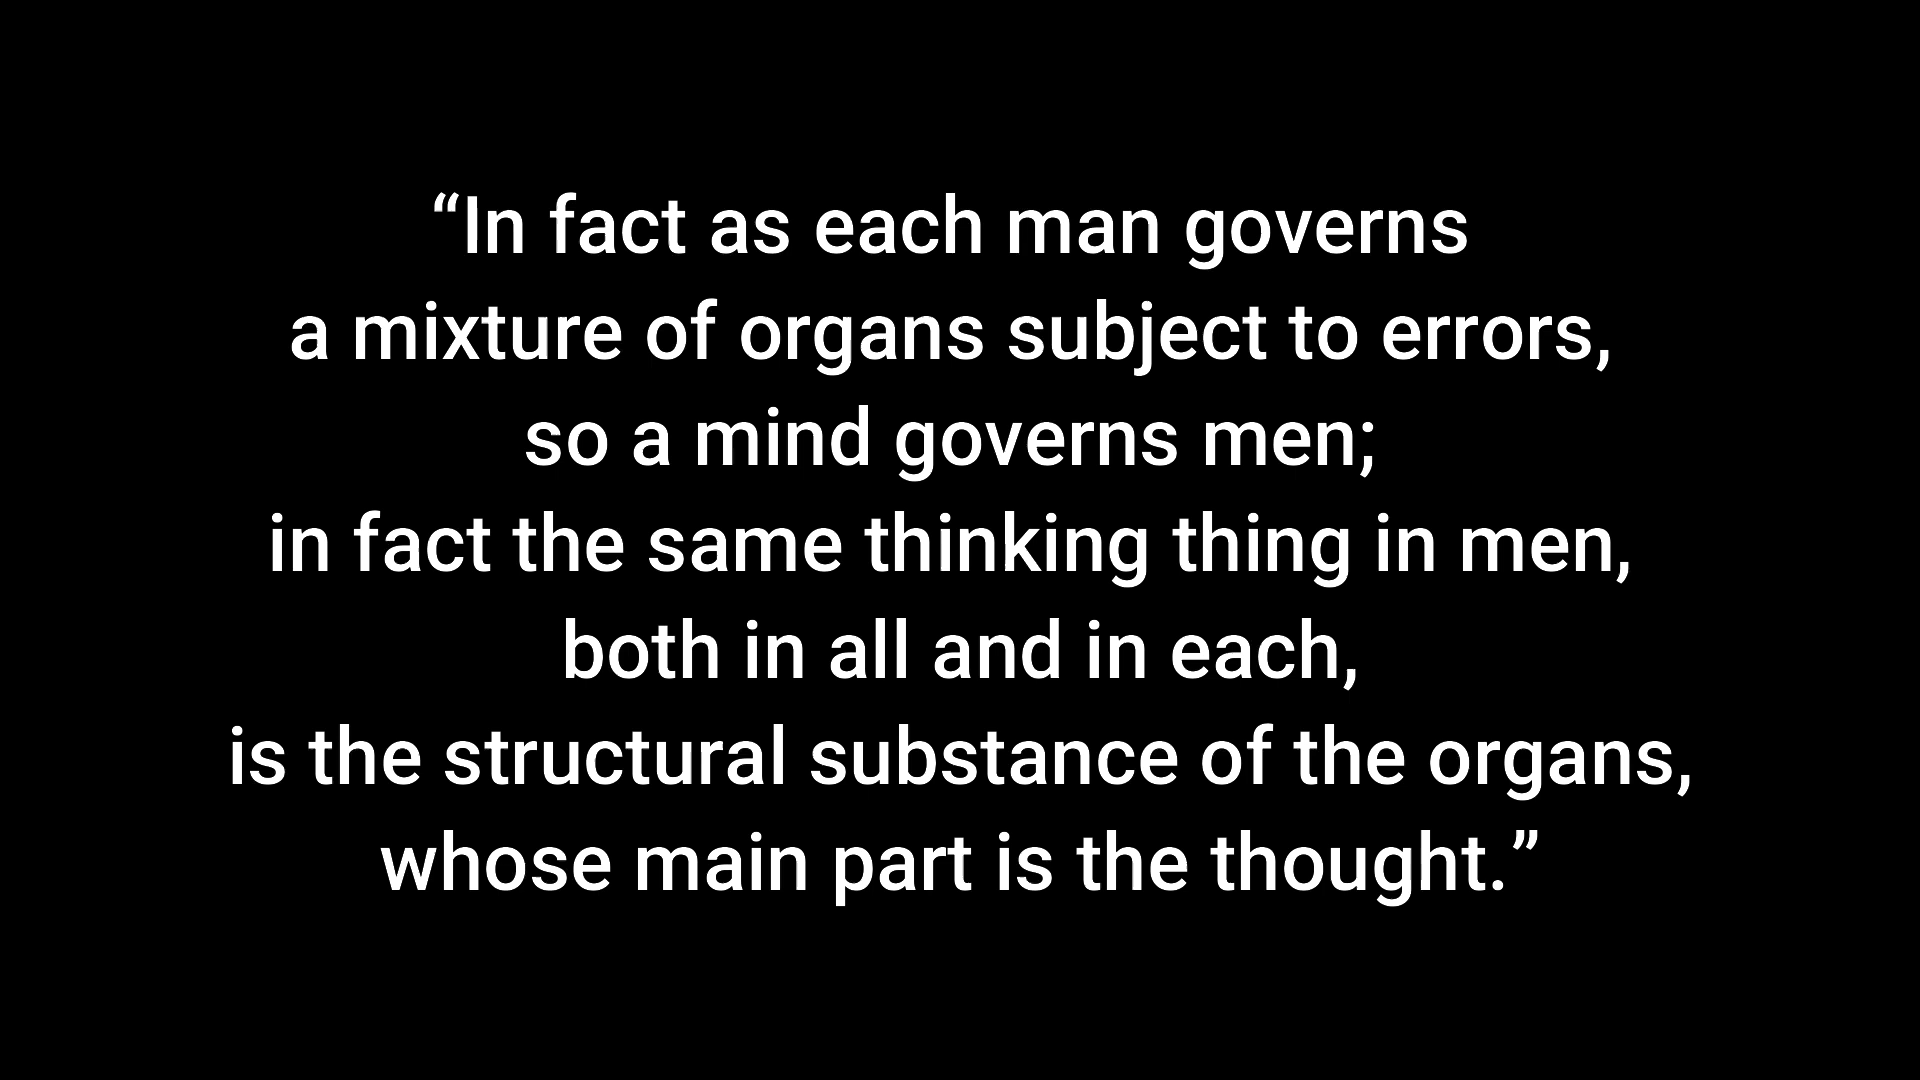 “In fact as each man governs
a mixture of organs subject to errors,
so a mind governs men;
in fact the same thinking thing in men,
both in all and in each,
is the structural substance of the organs,
whose main part is the thought.”